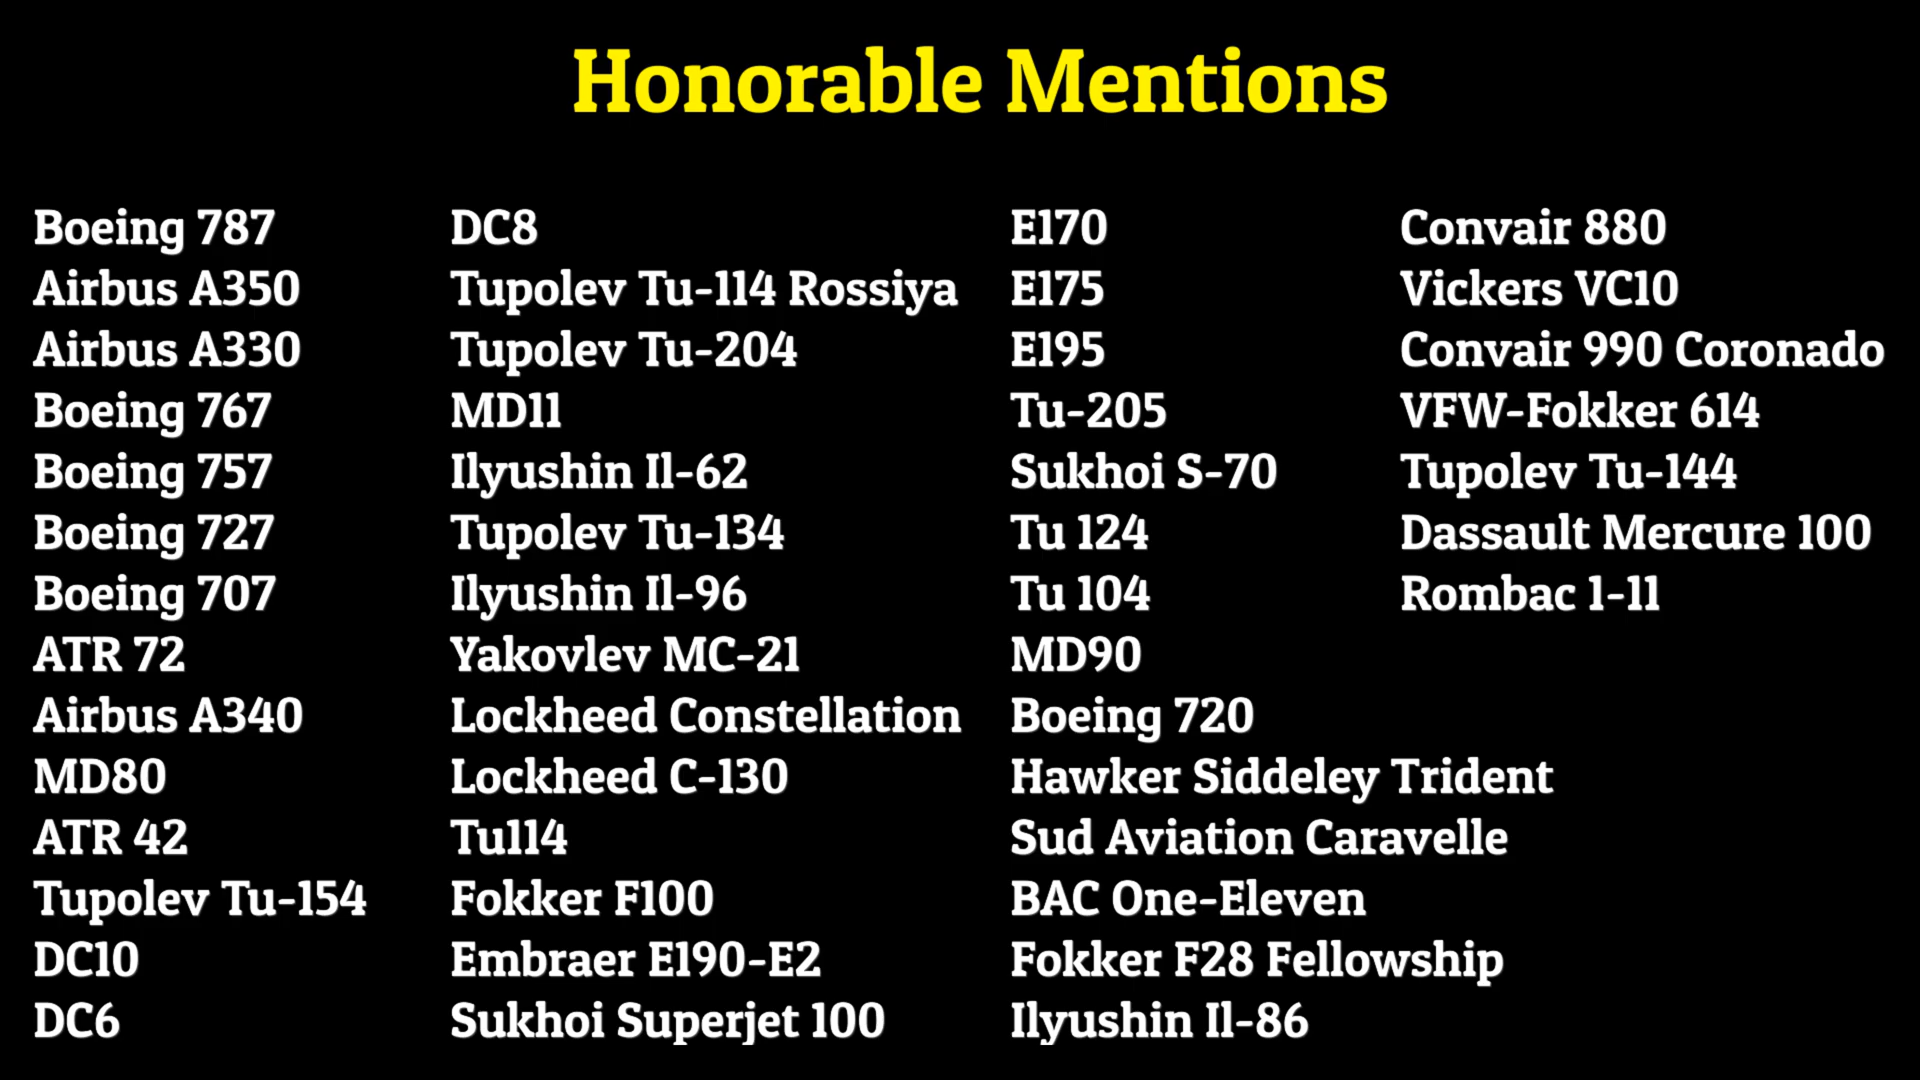 Honorable Mentions
Boeing 787
Airbus A350
Airbus A330
Boeing 767
Boeing 757
Boeing 727
Boeing 707
ATR 72
Airbus A340
MD80
ATR 42
Tupolev Tu-154
DC10
DC6
DC8
Tupolev Tu-114 Rossiya
Tupolev Tu-204
MD11
Ilyushin Il-62
Tupolev Tu-134
Ilyushin Il-96
Yakovlev MC-21
Lockheed Constellation
Lockheed C-130
Tu114
Fokker F100
Embraer E190-E2
Sukhoi Superjet 100
E170
E175
E195
Tu-205
Sukhoi S-70
Tu 124
Tu 104
MD90
Boeing 720
Hawker Siddeley Trident
Sud Aviation Caravelle
BAC One-Eleven
Fokker F28 Fellowship
Ilyushin Il-86
Convair 880
Vickers VC10
Convair 990 Coronado
VFW-Fokker 614
Tupolev Tu-144
Dassault Mercure 100
Rombac 1-11